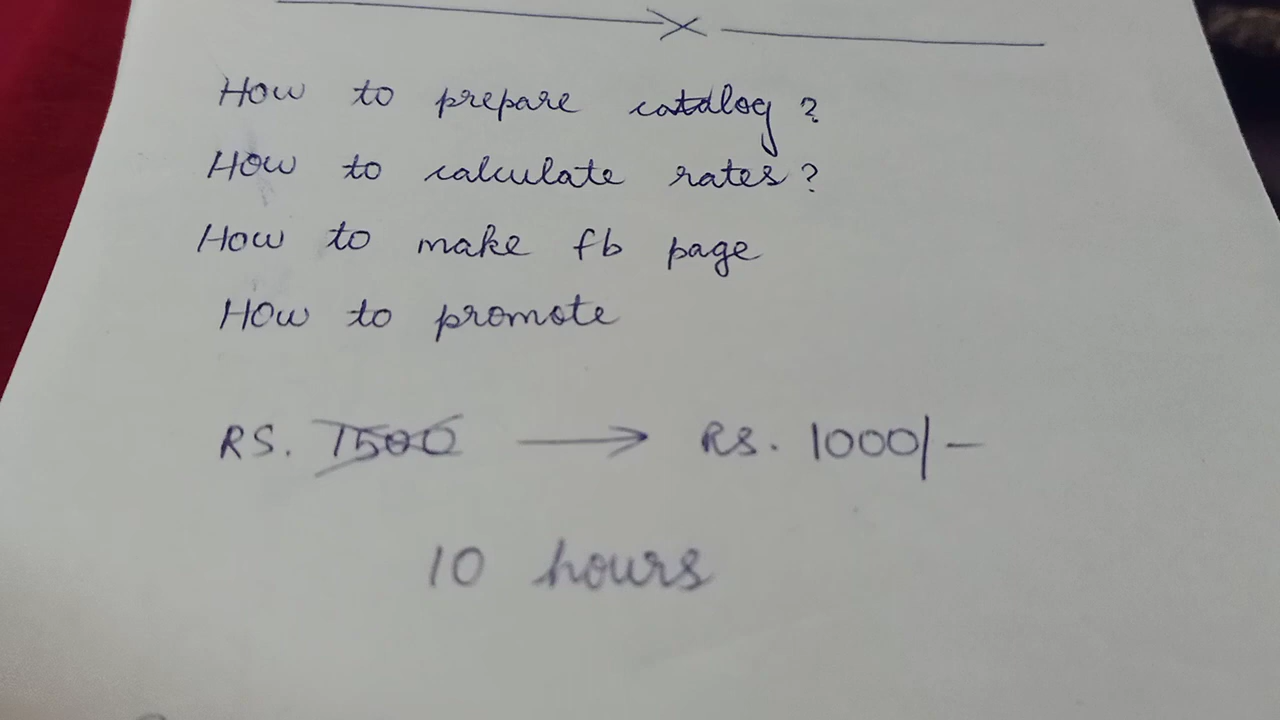 How to prepare catalog?
How to calculate rates?
How to make fb page
How to promote
RS. 1500 → RS. 1000/-
10 hours